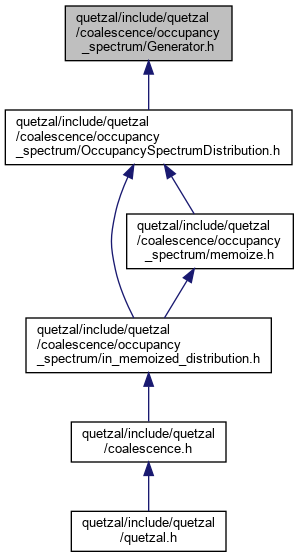 quetzal/include/quetzal
/coalescence/occupancy
_spectrum/Generator.h
quetzal/include/quetzal
/coalescence/occupancy
_spectrum/OccupancySpectrumDistribution.h
quetzal/include/quetzal
/coalescence/occupancy
_spectrum/memoize.h
quetzal/include/quetzal
/coalescence/occupancy
_spectrum/in_memoized_distribution.h
quetzal/include/quetzal
/coalescence.h
quetzal/include/quetzal
/quetzal.h